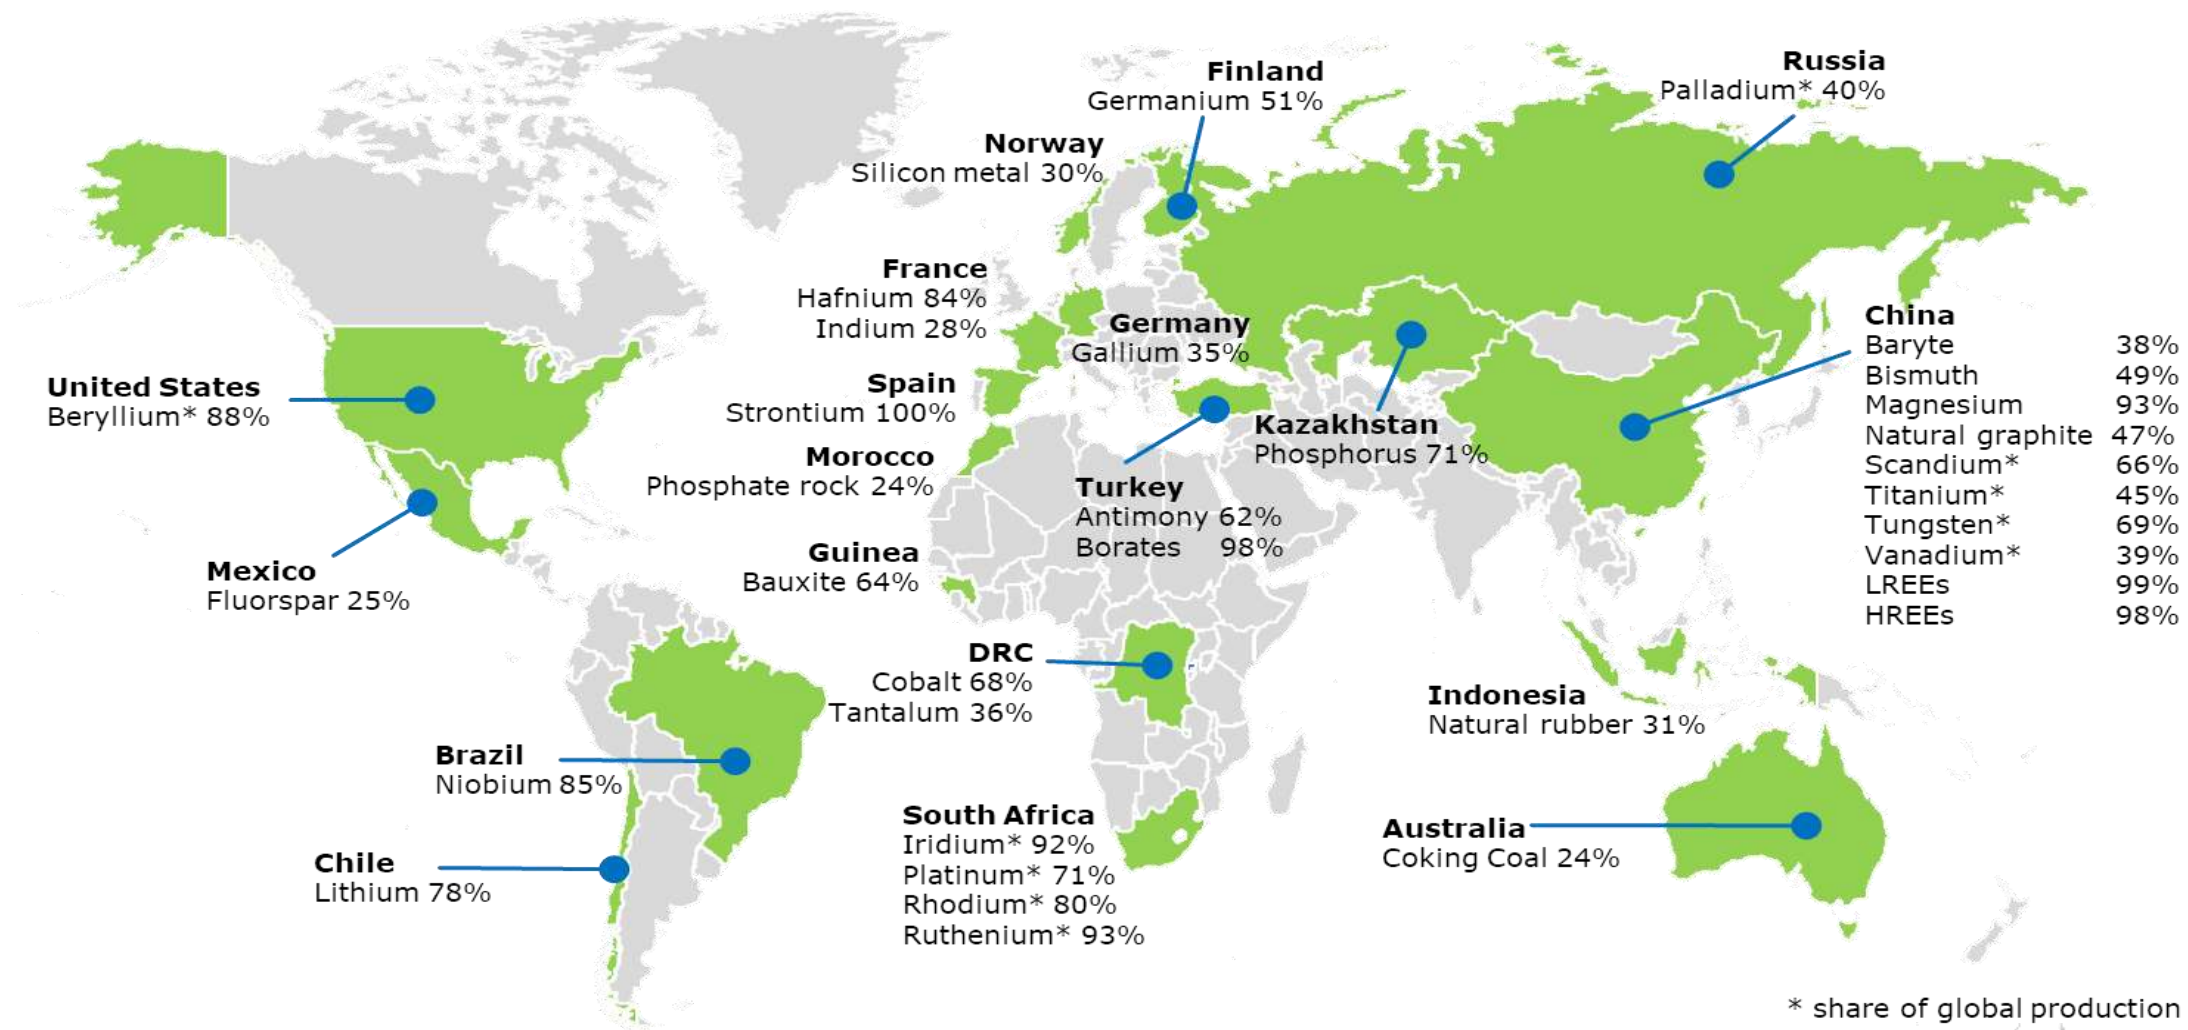 Finland
Germanium 51%
Russia
Palladium* 40%
Norway
Silicon metal 30%
France
Hafnium 84%
Indium 28%
Germany
Gallium 35%
China
Baryte 38%
Bismuth 49%
Magnesium 93%
Natural graphite 47%
Scandium* 66%
Titanium* 45%
Tungsten* 69%
Vanadium* 39%
LREEs 99%
HREEs 98%
United States
Beryllium* 88%
Spain
Strontium 100%
Kazakhstan
Phosphorus 71%
Morocco
Phosphate rock 24%
Turkey
Antimony 62%
Borates 98%
Mexico
Fluorspar 25%
Guinea
Bauxite 64%
DRC
Cobalt 68%
Tantalum 36%
Indonesia
Natural rubber 31%
Brazil
Niobium 85%
South Africa
Iridium* 92%
Platinum* 71%
Rhodium* 80%
Ruthenium* 93%
Australia
Coking Coal 24%
Chile
Lithium 78%
* share of global production